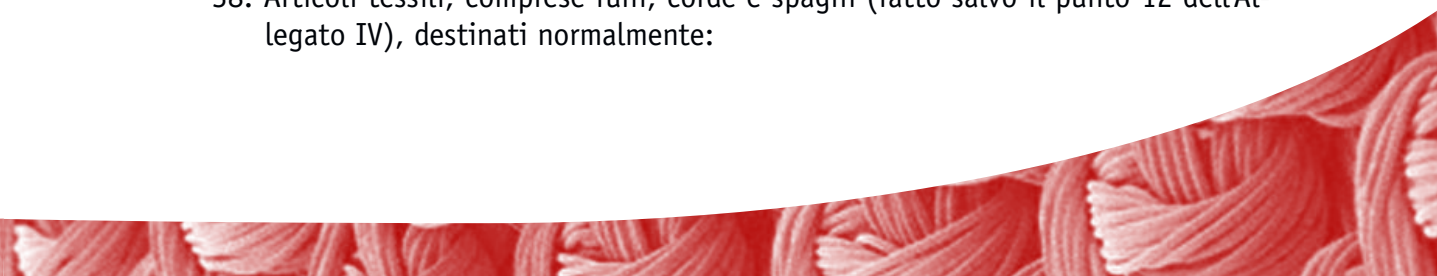 38. Articoli tessili, comprese funi, corde e spaghi (fatto salvo il punto 12 dell'Al
legato IV), destinati normalmente: